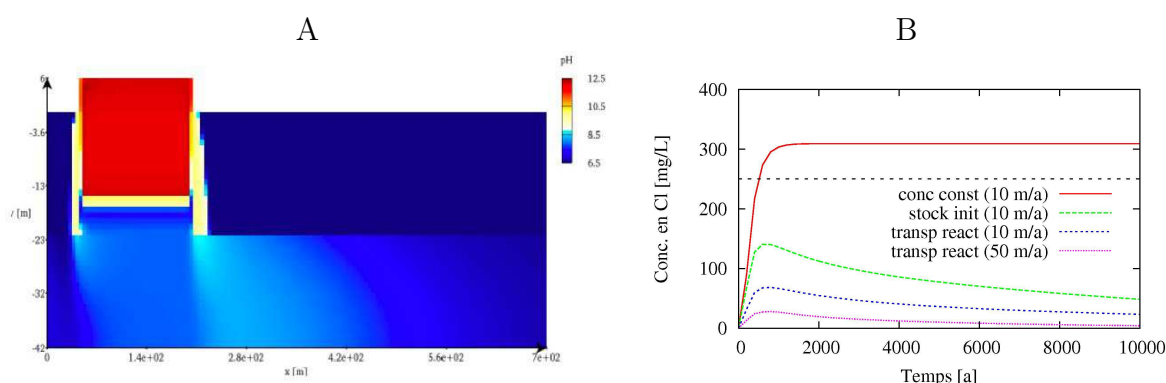 A
B
pH
6
12.5
10.5
8.5
6.5
-3.6
-13
/ [m]
-23
-32
-42
0
1.4e+02
2.8e+02
4.2e+02
5.6e+02
7e+02
x [m]
Conc. en Cl [mg/L]
400
300
200
100
0
conc const (10 m/a)
stock init (10 m/a)
transp react (10 m/a)
transp react (50 m/a)
0
2000
4000
6000
8000
10000
Temps [a]